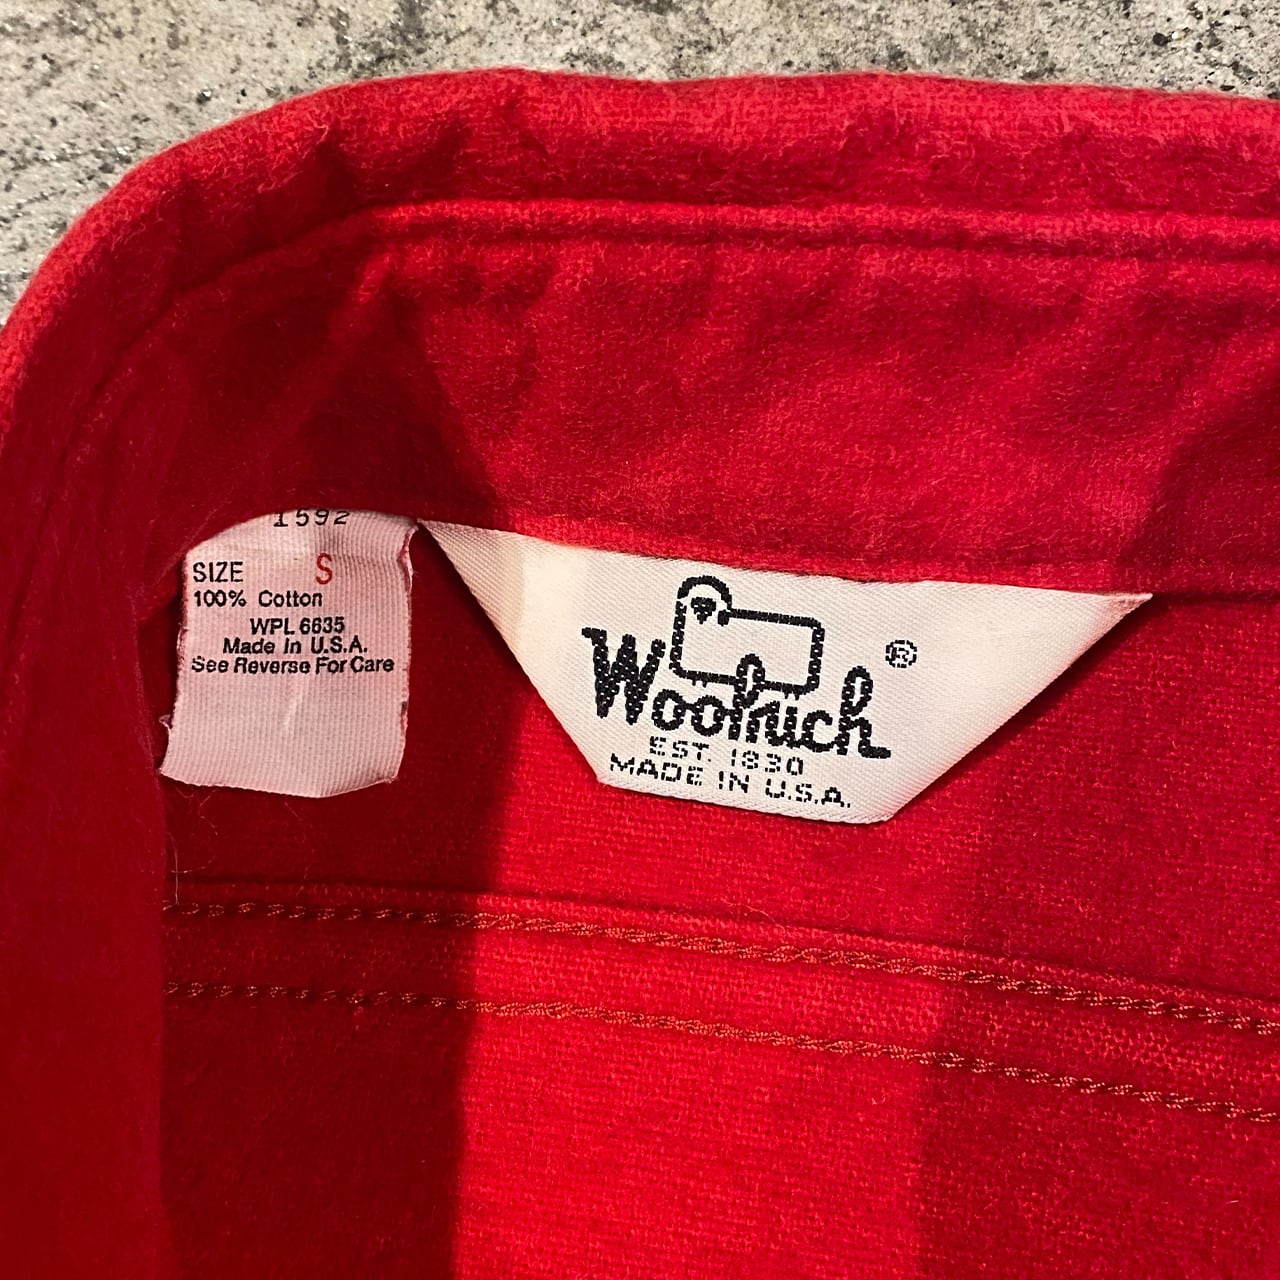 1592
SIZE S
100% Cotton
WPL 6635
Made In U.S.A.
See Reverse For Care
Woolrich ®
EST. 1830
MADE IN U.S.A.